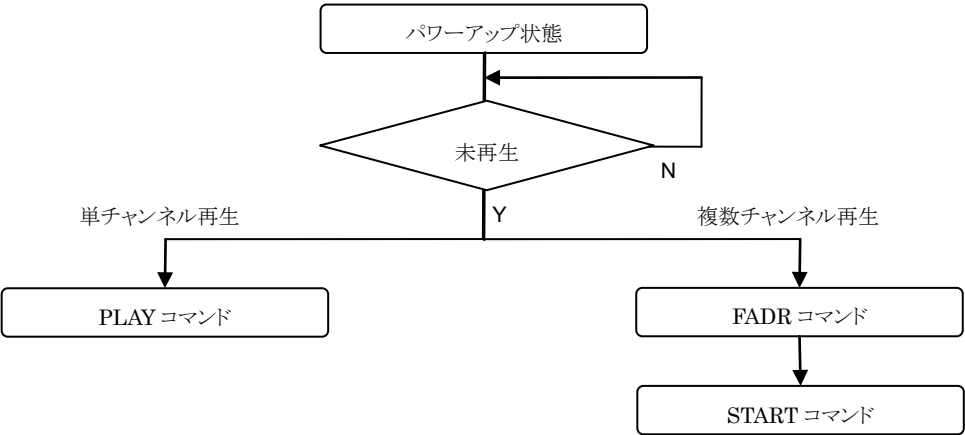 パワーアップ状態
未再生
N
Y
単チャンネル再生
複数チャンネル再生
PLAY コマンド
FADR コマンド
START コマンド